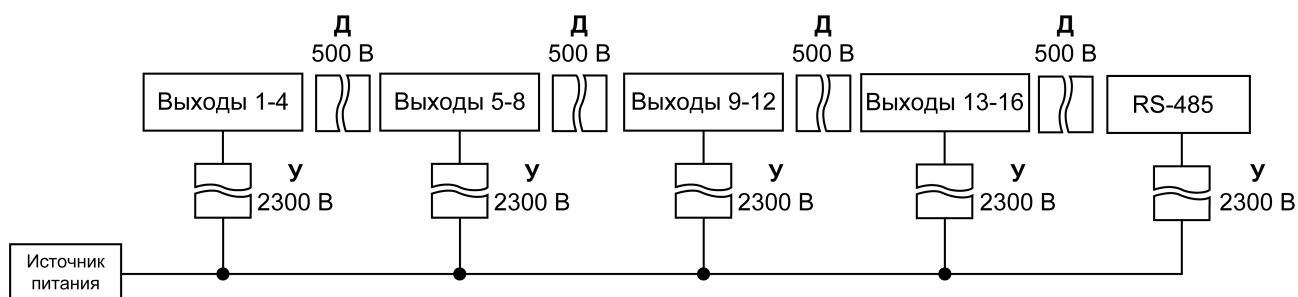 Д Д Д Д
500 В 500 В 500 В 500 В
Выходы 1-4 Выходы 5-8 Выходы 9-12 Выходы 13-16 RS-485
У У У У У
2300 В 2300 В 2300 В 2300 В 2300 В
Источник
питания